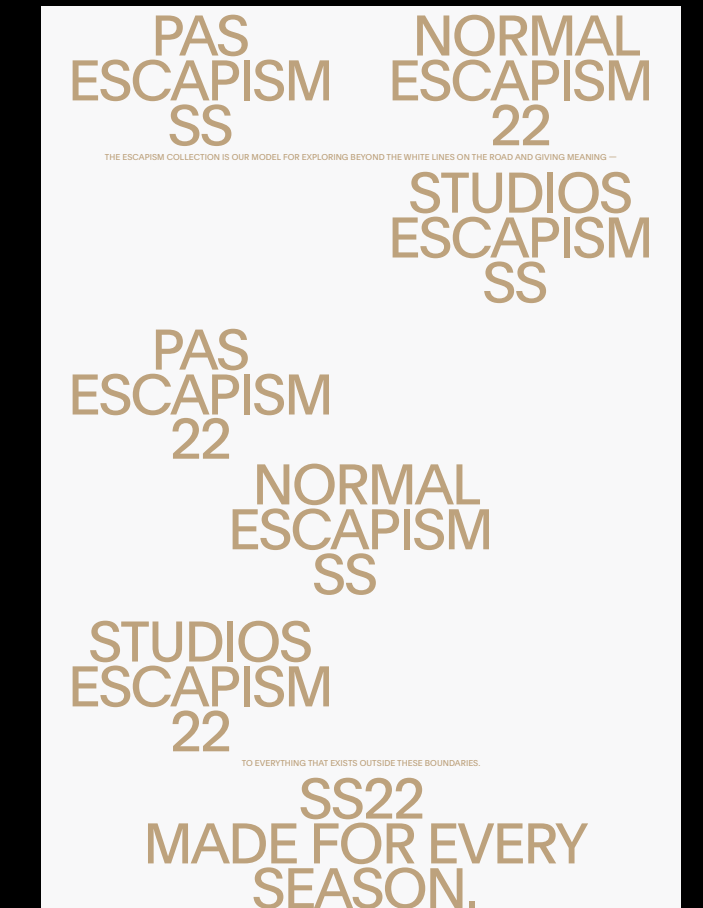 PAS
ESCAPISM
SS
NORMAL
ESCAPISM
22
THE ESCAPISM COLLECTION IS OUR MODEL FOR EXPLORING BEYOND THE WHITE LINES ON THE ROAD AND GIVING MEANING —
STUDIOS
ESCAPISM
SS
PAS
ESCAPISM
22
NORMAL
ESCAPISM
SS
STUDIOS
ESCAPISM
22
TO EVERYTHING THAT EXISTS OUTSIDE THESE BOUNDARIES.
SS22
MADE FOR EVERY
SEASON.